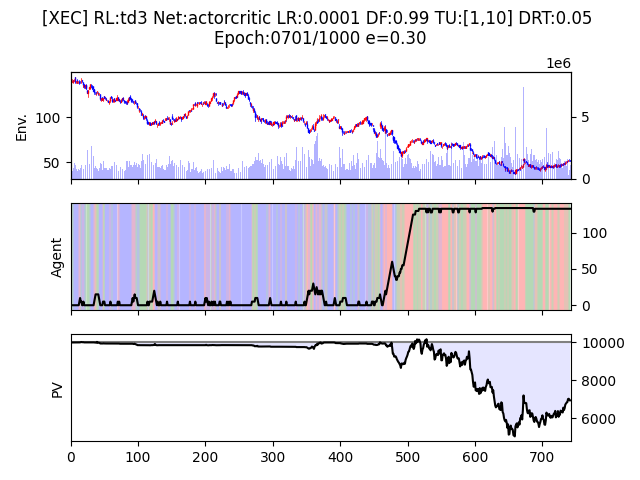 [XEC] RL:td3 Net:actorcritic LR:0.0001 DF:0.99 TU:[1,10] DRT:0.05
Epoch:0701/1000 e=0.30
1e6
Env.
100
50
5
0
Agent
100
50
0
PV
10000
8000
6000
0 100 200 300 400 500 600 700